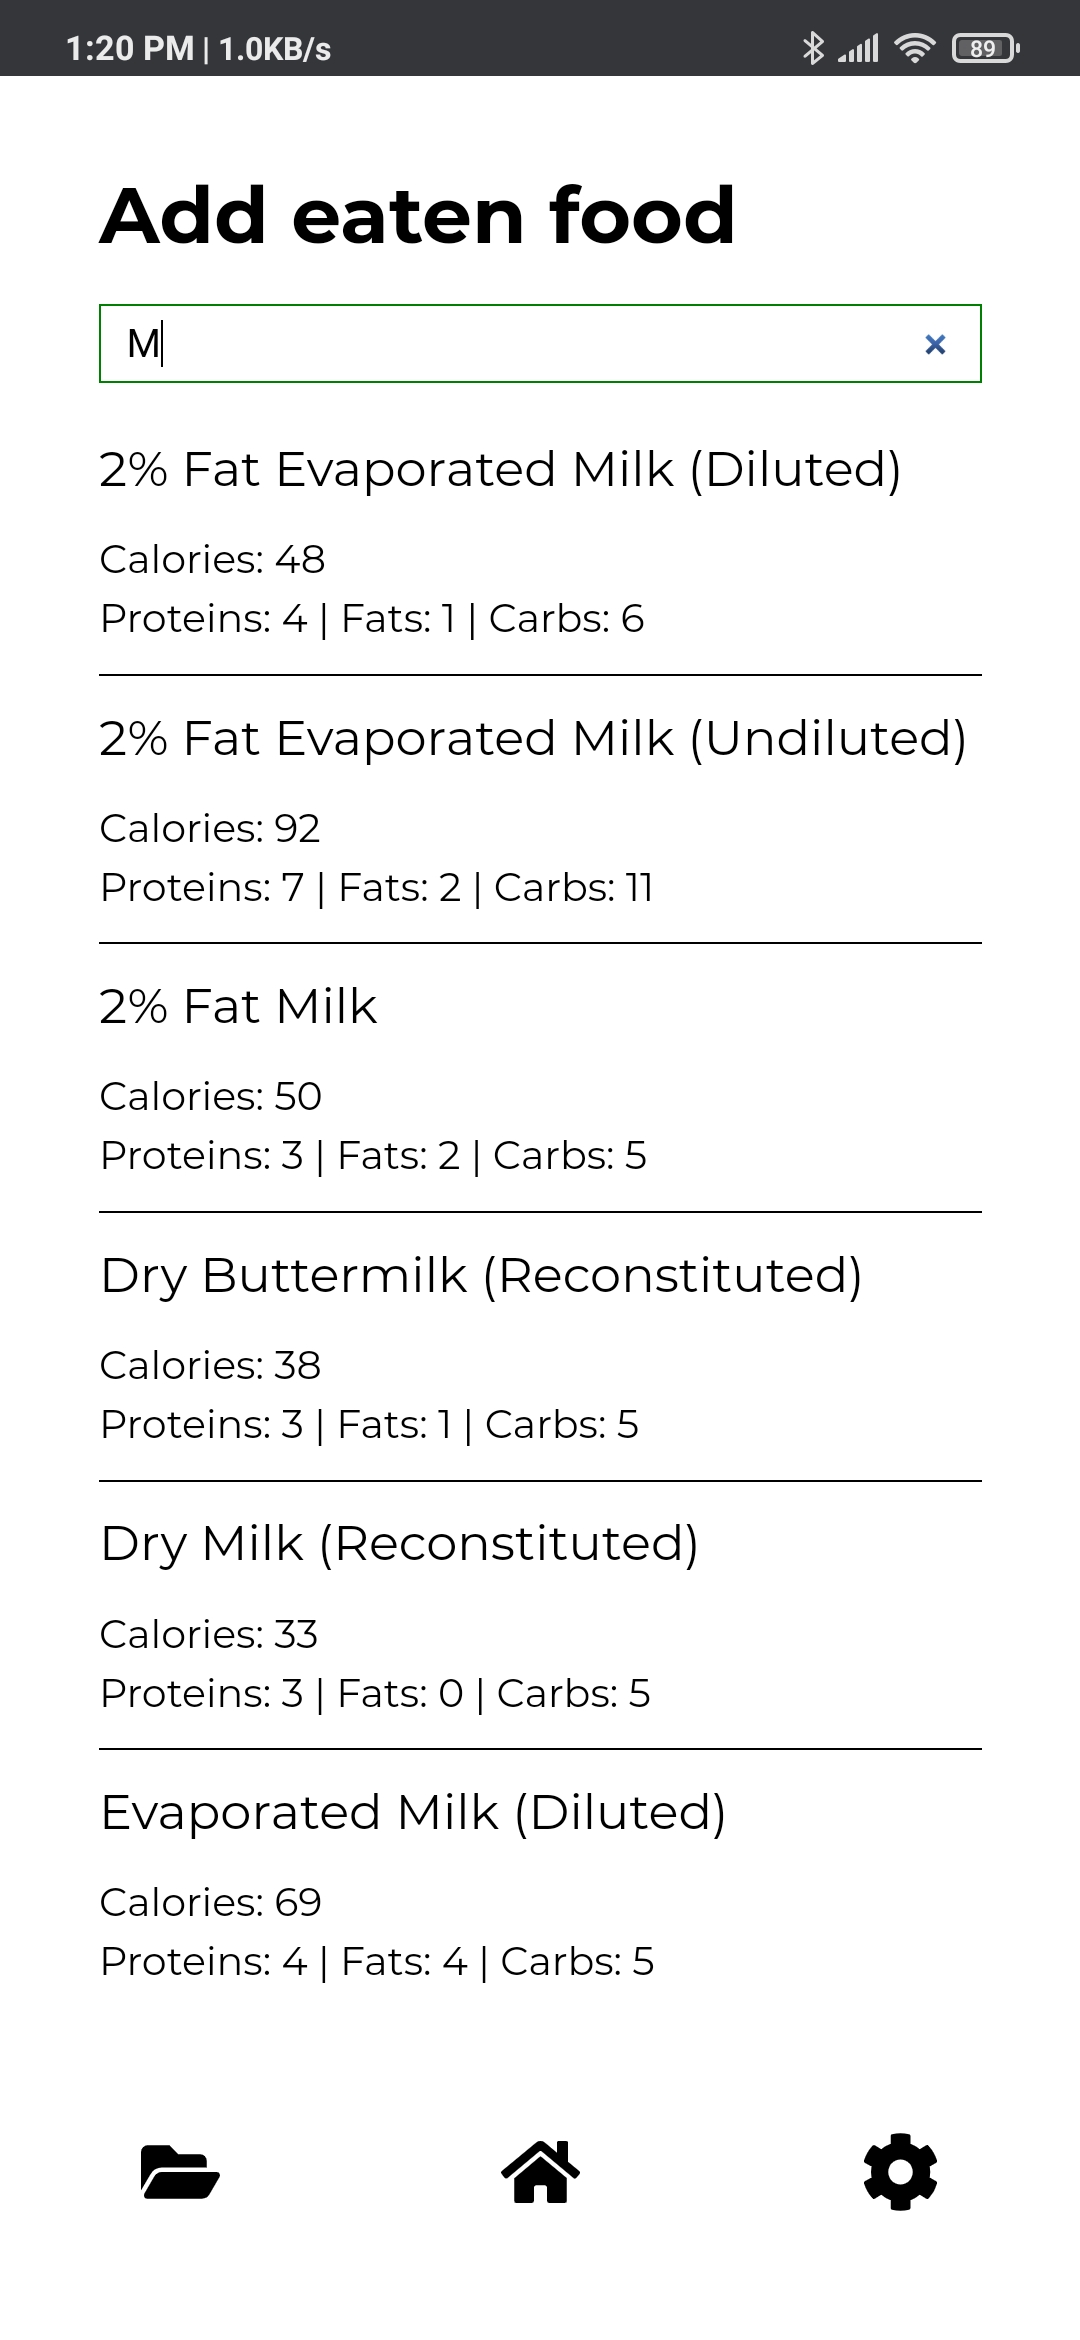 1:20 PM | 1.0KB/s 89
Add eaten food
M
2% Fat Evaporated Milk (Diluted)
Calories: 48
Proteins: 4 | Fats: 1 | Carbs: 6
2% Fat Evaporated Milk (Undiluted)
Calories: 92
Proteins: 7 | Fats: 2 | Carbs: 11
2% Fat Milk
Calories: 50
Proteins: 3 | Fats: 2 | Carbs: 5
Dry Buttermilk (Reconstituted)
Calories: 38
Proteins: 3 | Fats: 1 | Carbs: 5
Dry Milk (Reconstituted)
Calories: 33
Proteins: 3 | Fats: 0 | Carbs: 5
Evaporated Milk (Diluted)
Calories: 69
Proteins: 4 | Fats: 4 | Carbs: 5